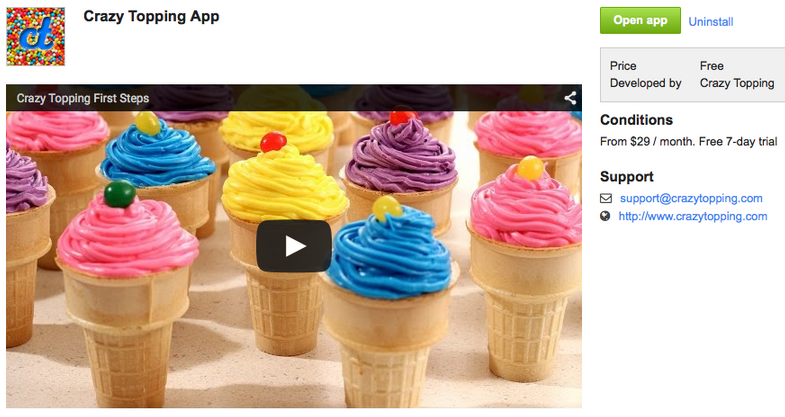 ct
Crazy Topping App
Open app
Uninstall
Price Free
Developed by Crazy Topping
Crazy Topping First Steps
Conditions
From $29 / month. Free 7-day trial
Support
support@crazytopping.com
http://www.crazytopping.com